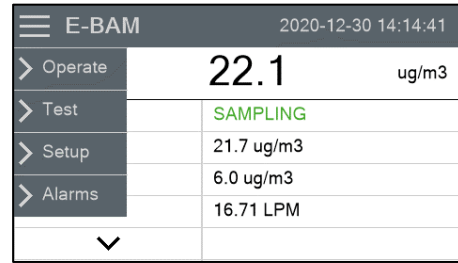 E-BAM 2020-12-30 14:14:41
Operate 22.1 ug/m3
Test SAMPLING
Setup 21.7 ug/m3
6.0 ug/m3
Alarms 16.71 LPM